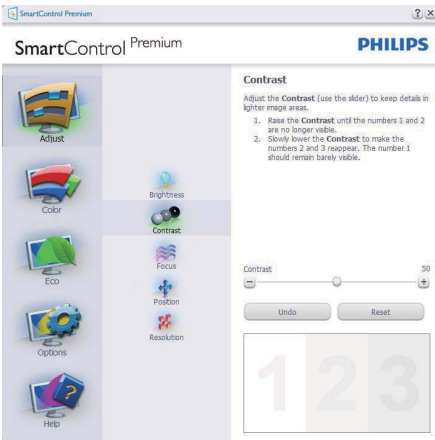 SmartControl Premium
? X
SmartControl Premium
PHILIPS
Adjust
Color
Eco
Options
Help
Brightness
Contrast
Focus
Position
Resolution
Contrast
Adjust the Contrast (use the slider) to keep details in
lighter image areas.
1. Rase the Contrast until the numbers 1 and 2
are no longer visible.
2. Slowly lower the Contrast to make the
numbers 2 and 3 reappear. The number 1
should remain barely visible.
Contrast 50
- +
Undo Reset
1 2 3